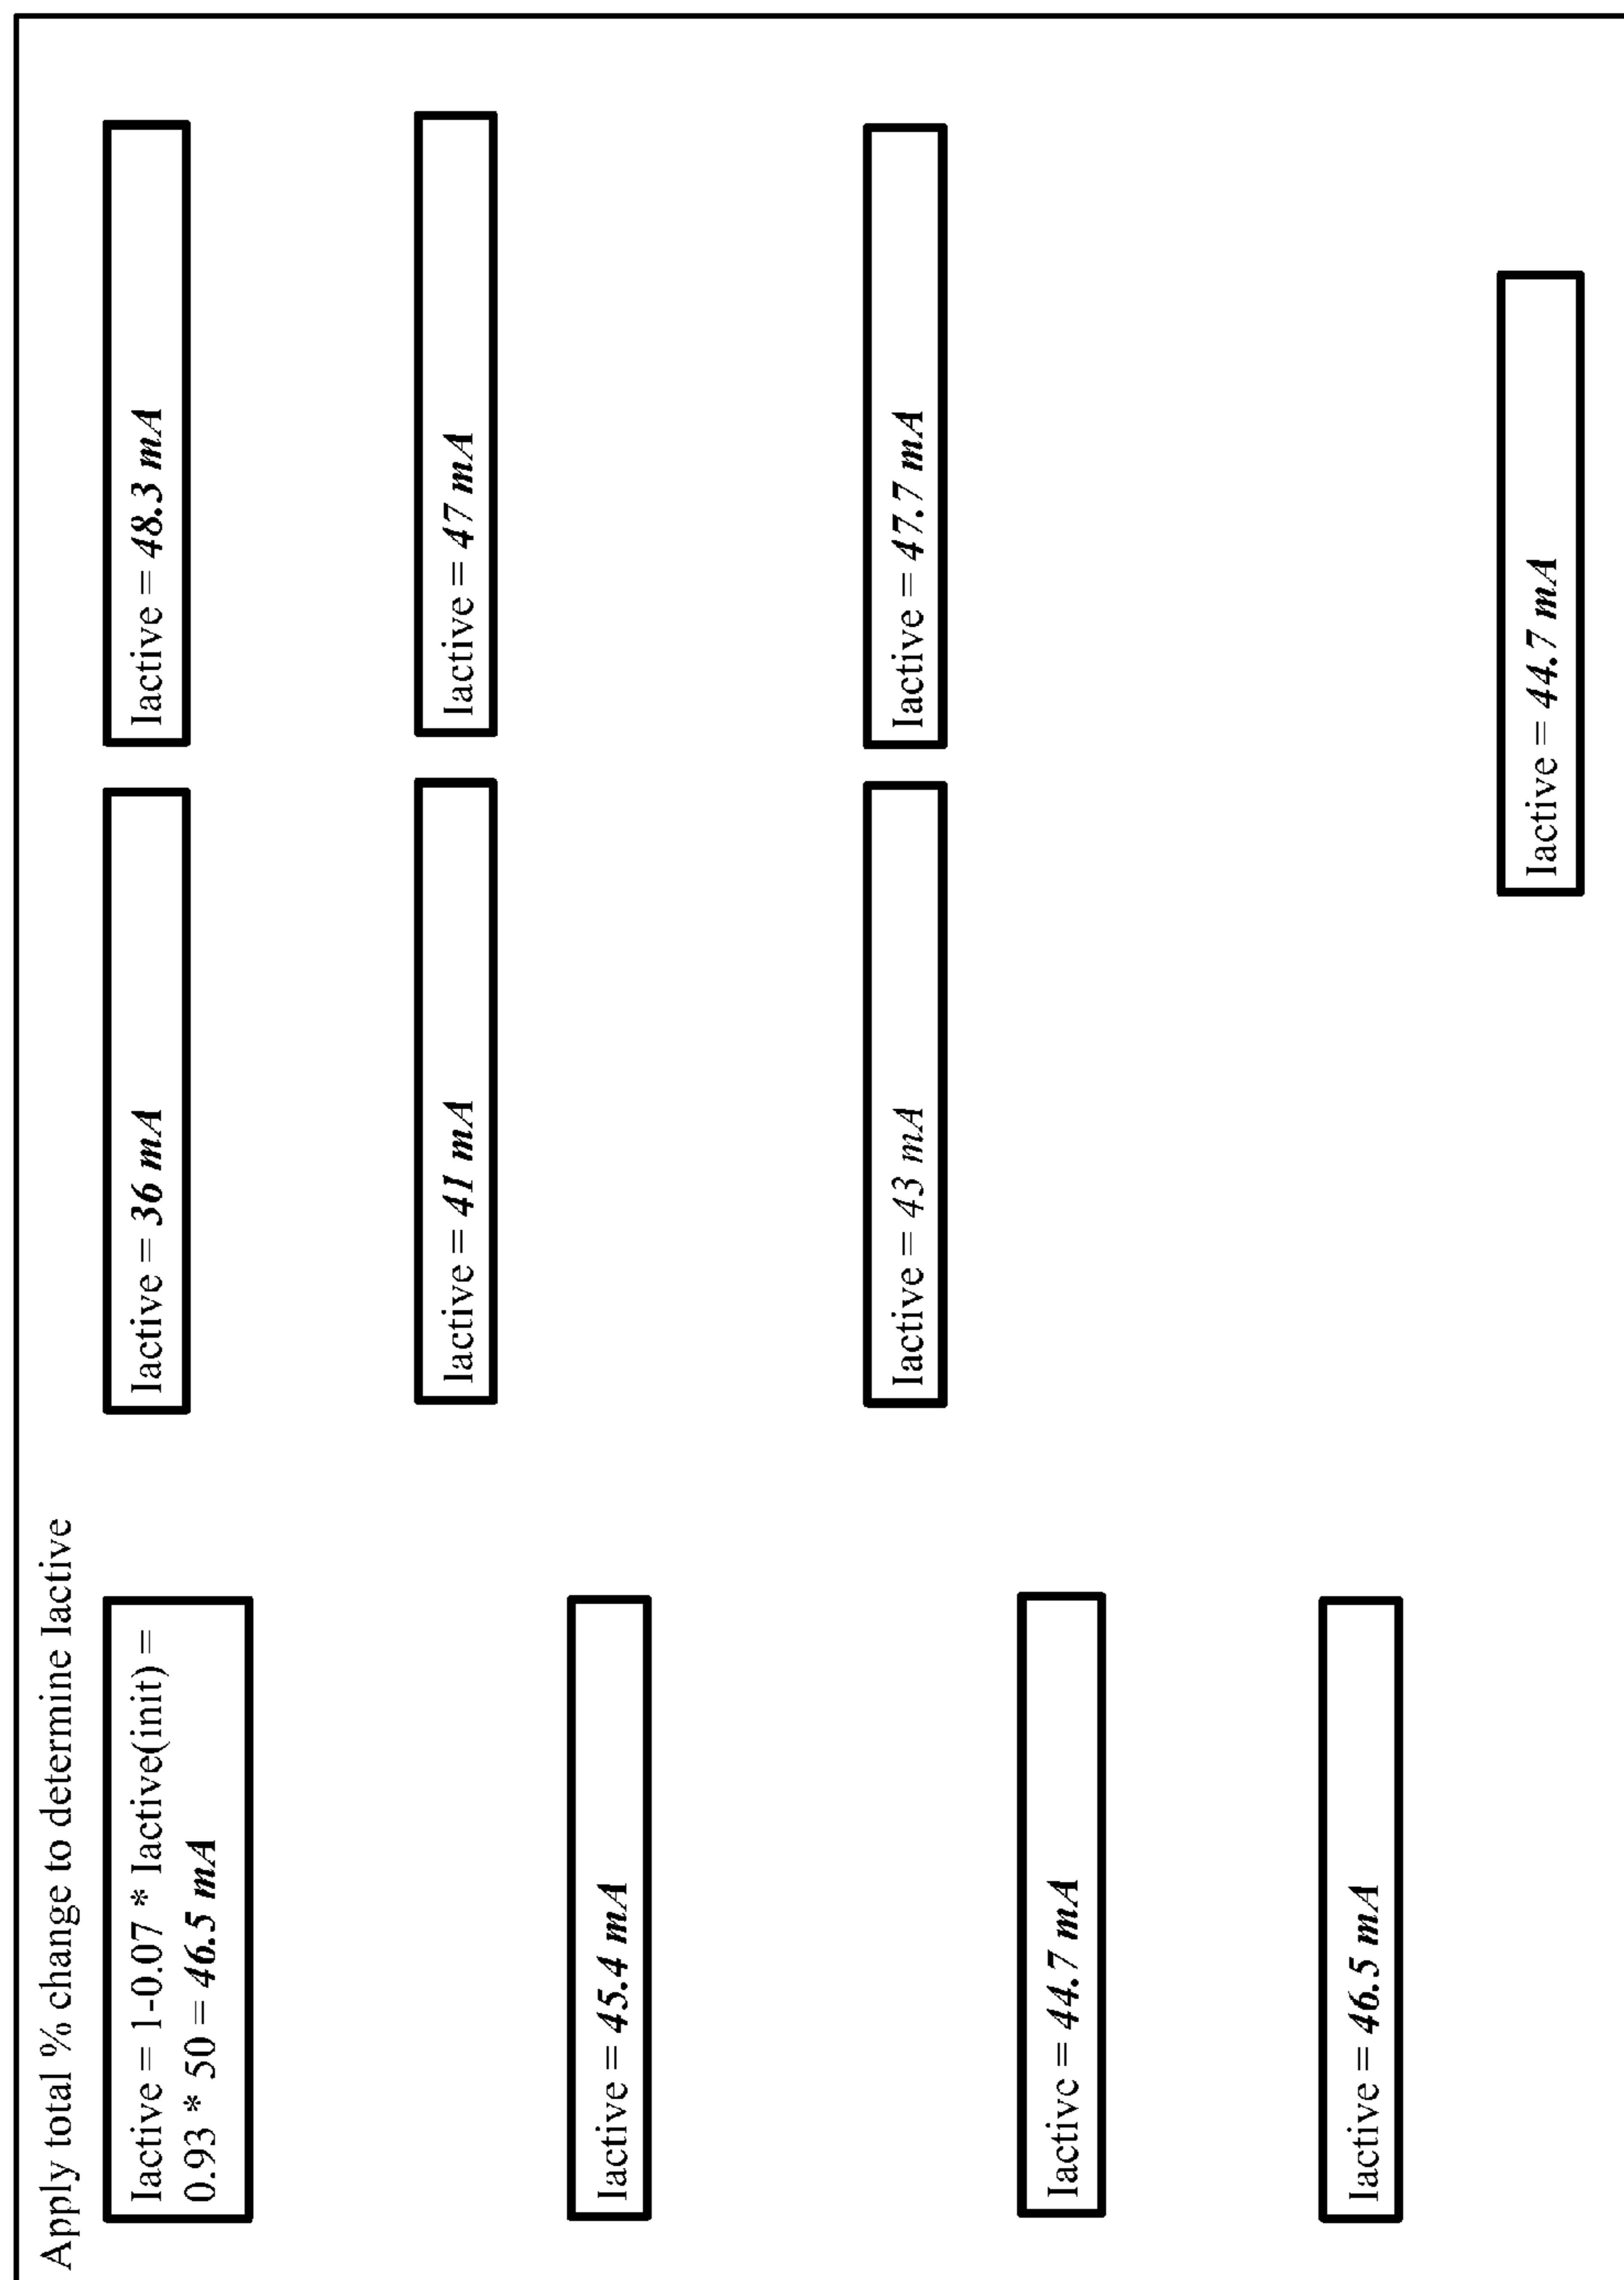 Apply total % change to determine Iactive
Iactive = 1-0.07 * Iactive(init) =
0.93 * 50 = 46.5 mA
Iactive = 36 mA
Iactive = 48.3 mA
Iactive = 41 mA
Iactive = 47 mA
Iactive = 45.4 mA
Iactive = 43 mA
Iactive = 47.7 mA
Iactive = 44.7 mA
Iactive = 46.5 mA
Iactive = 44.7 mA